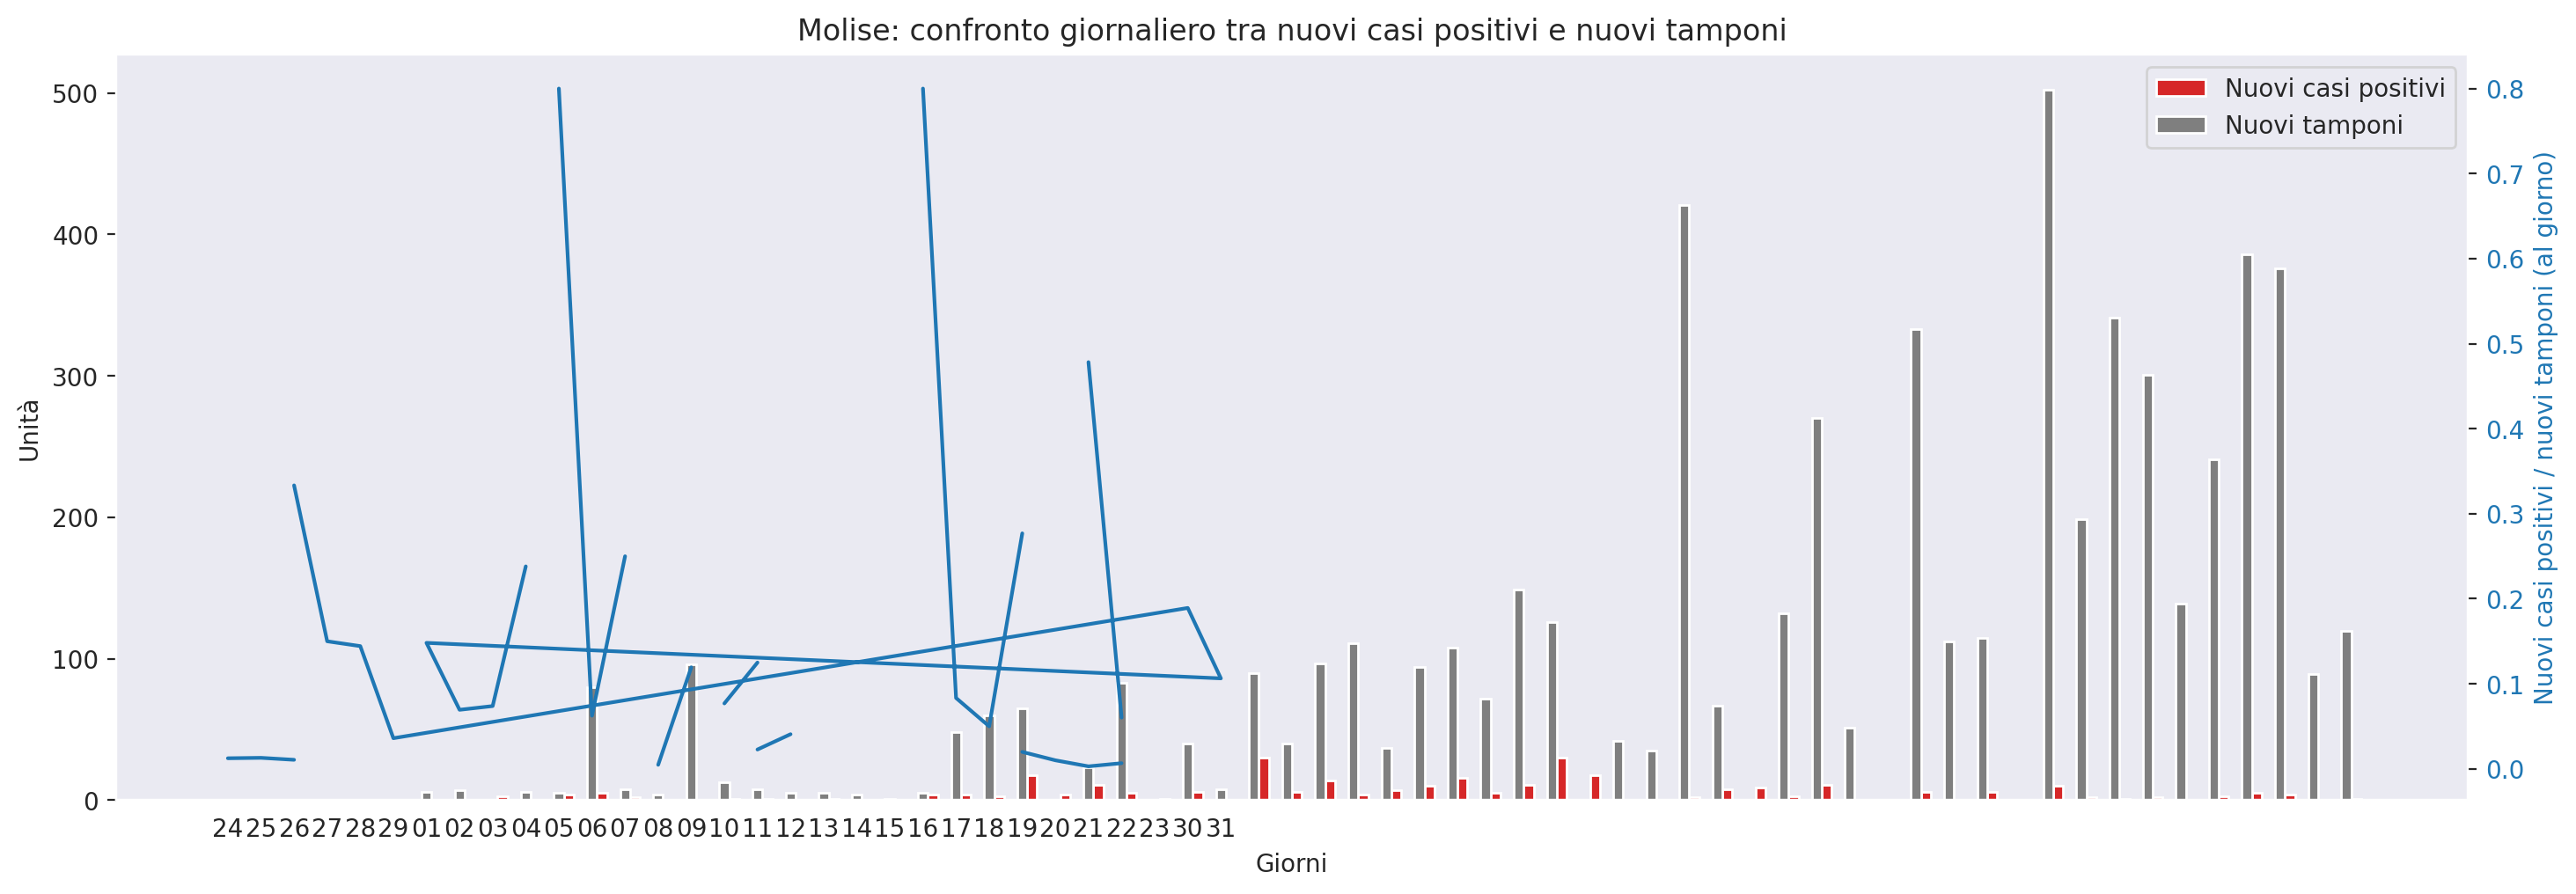 Molise: confronto giornaliero tra nuovi casi positivi e nuovi tamponi
Nuovi casi positivi
Nuovi tamponi
500
400
300
200
100
0
Unità
0.8
0.7
0.6
0.5
0.4
0.3
0.2
0.1
0.0
Nuovi casi positivi / nuovi tamponi (al giorno)
24 25 26 27 28 29 01 02 03 04 05 06 07 08 09 10 11 12 13 14 15 16 17 18 19 20 21 22 23 30 31
Giorni